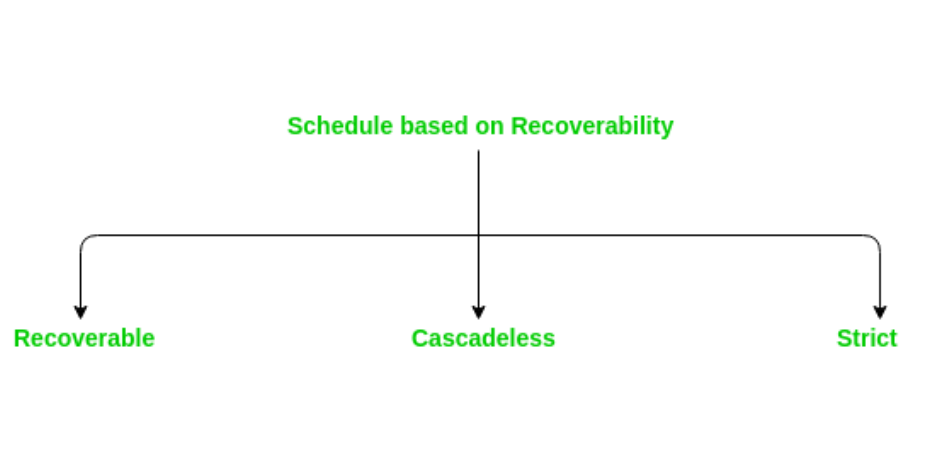 Schedule based on Recoverability
Recoverable
Cascadeless
Strict